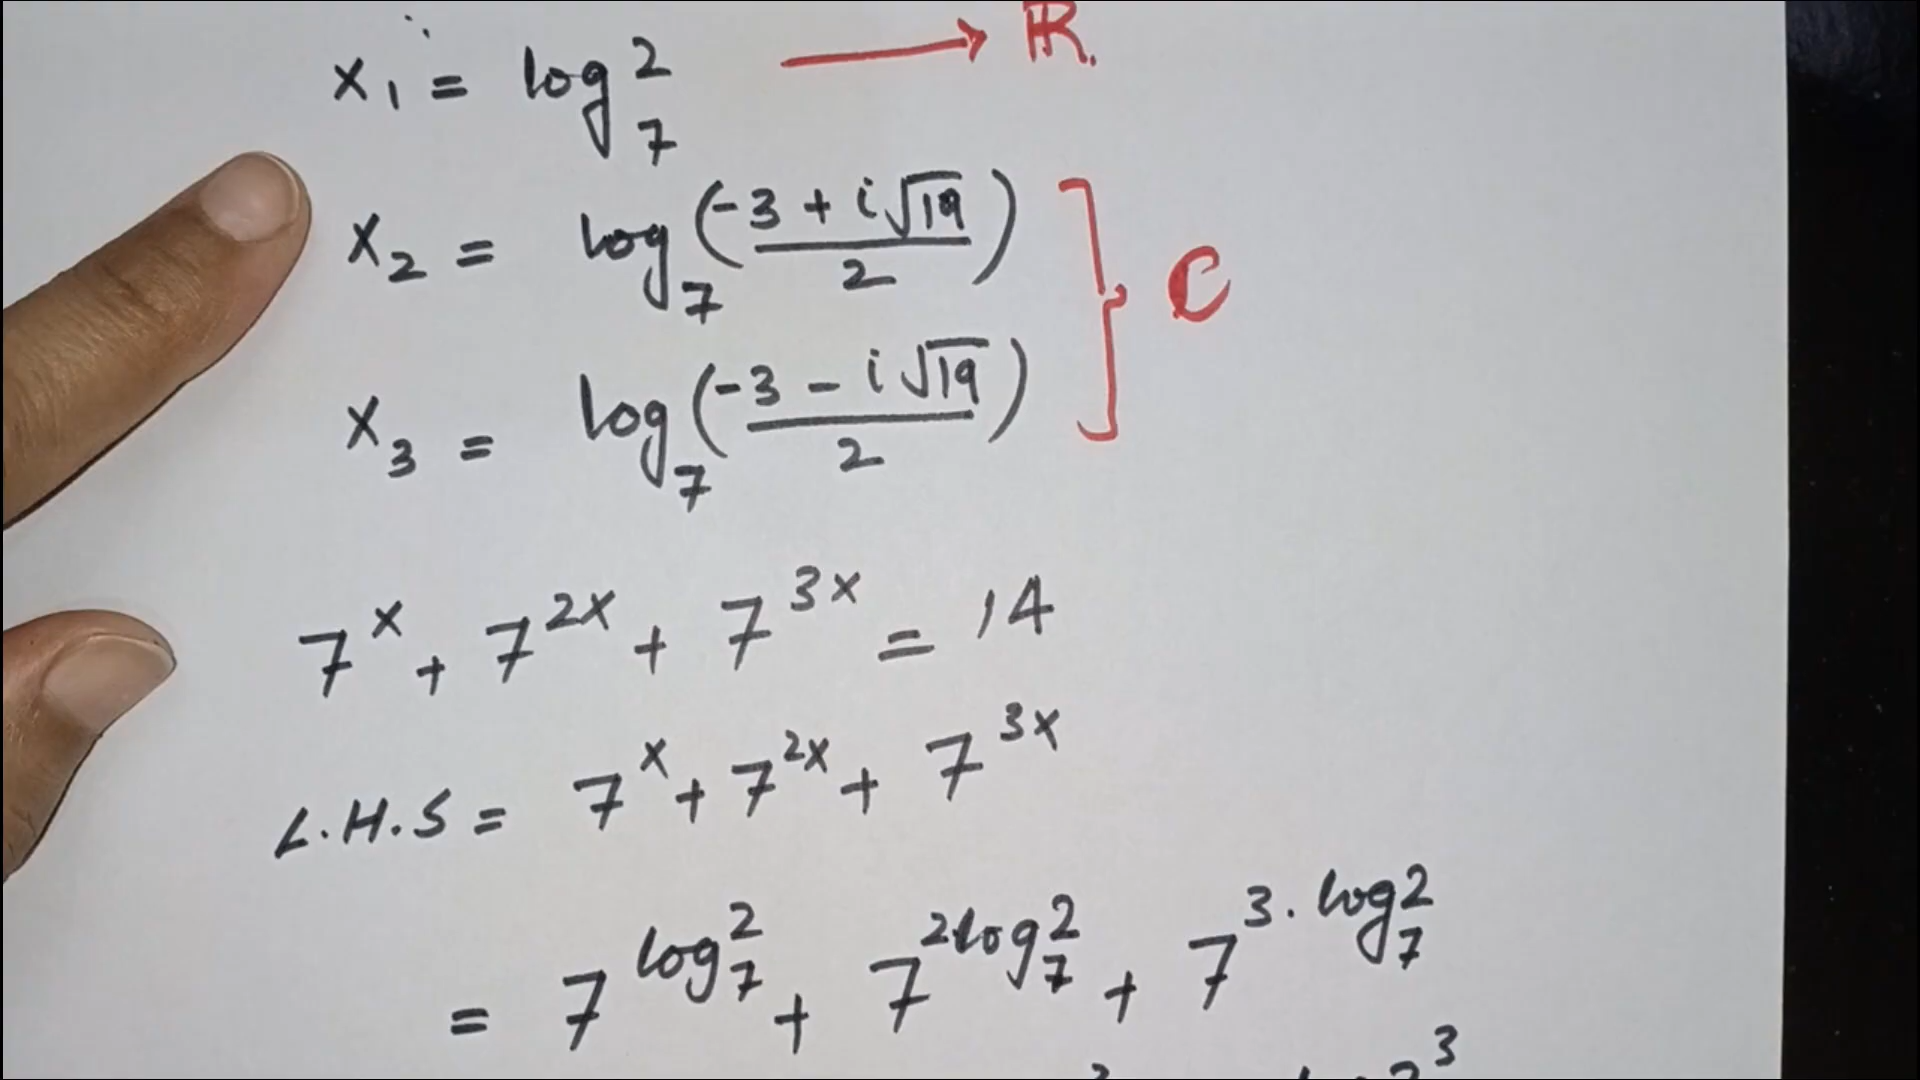 x₁ = log₇2 → ℝ.
x₂ = log₇((-3 + i√19)/2)
x₃ = log₇((-3 - i√19)/2) } ℂ
7^x + 7^(2x) + 7^(3x) = 14
L.H.S = 7^x + 7^(2x) + 7^(3x)
= 7^(log₇2) + 7^(2log₇2) + 7^(3·log₇2)